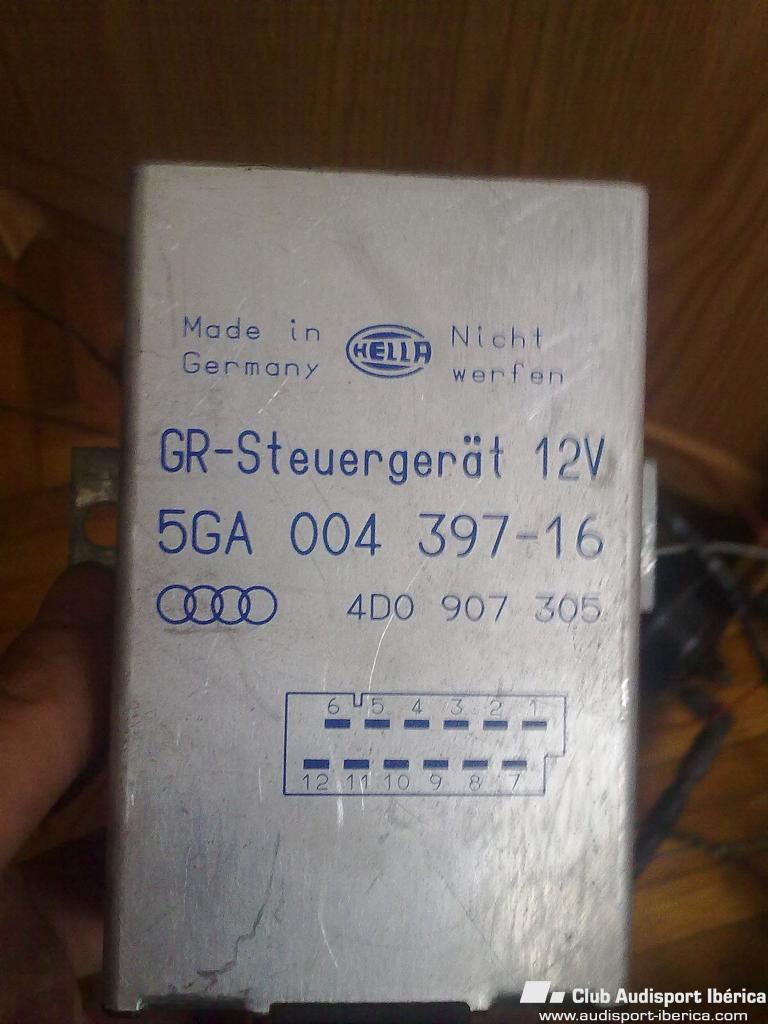 Made in
Germany
HELLA
Nicht
werfen
GR-Steuergerät 12V
5GA 004 397-16
4D0 907 305
6 5 4 3 2 1
12 11 10 9 8 7
Club Audisport Ibérica
www.audisport-iberica.com